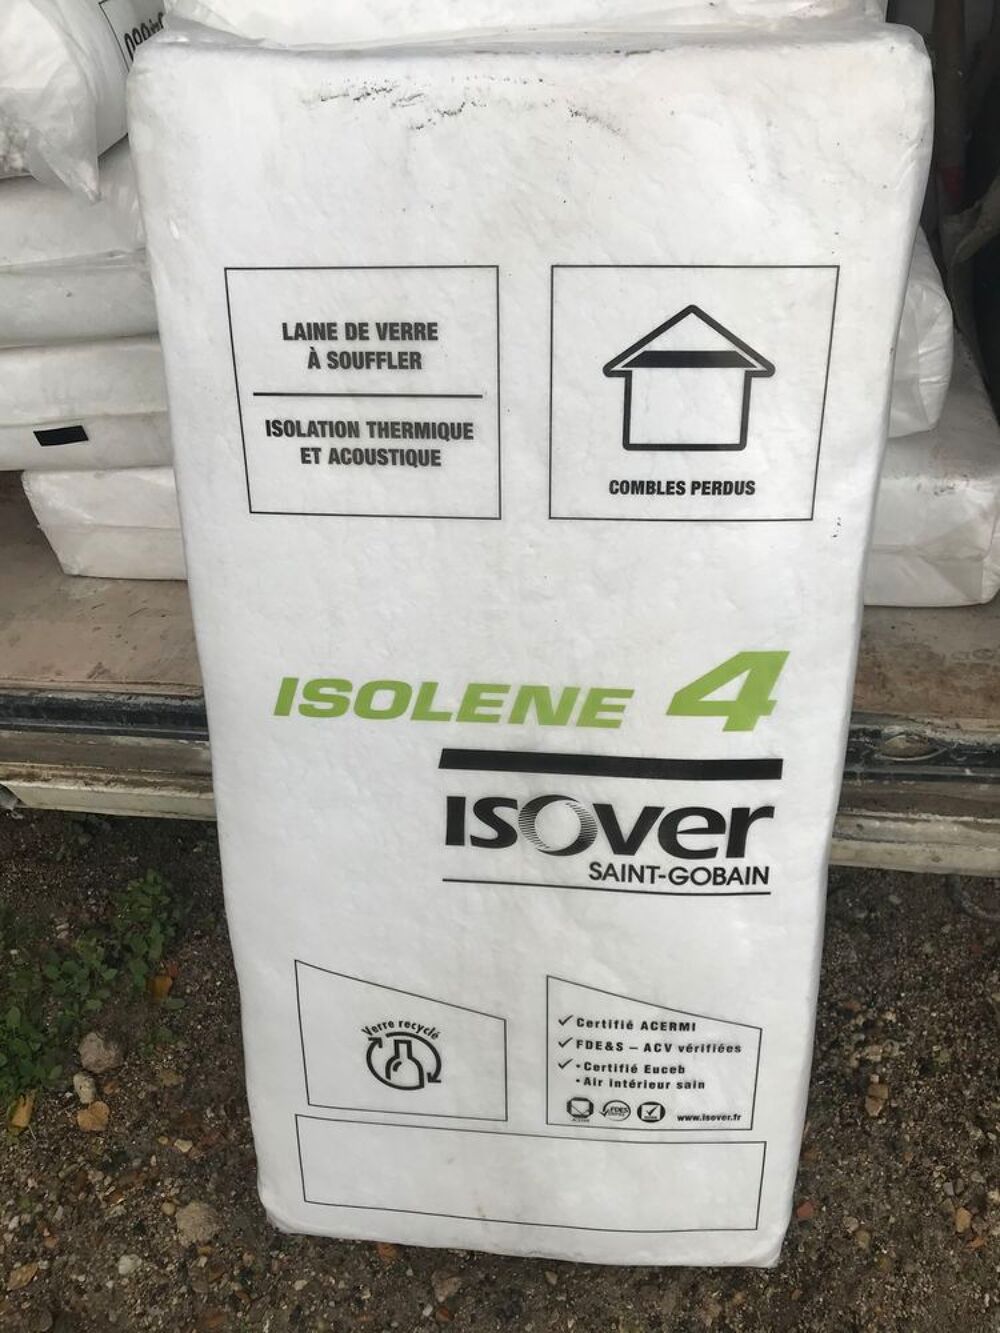 LAINE DE VERRE
À SOUFFLER
ISOLATION THERMIQUE
ET ACOUSTIQUE
COMBLES PERDUS
ISOLENE 4
ISOVER
SAINT-GOBAIN
Verre recyclé
✓ Certifié ACERMI
✓ FDE&S – ACV vérifiées
✓ • Certifié Euceb
• Air intérieur sain
www.isover.fr